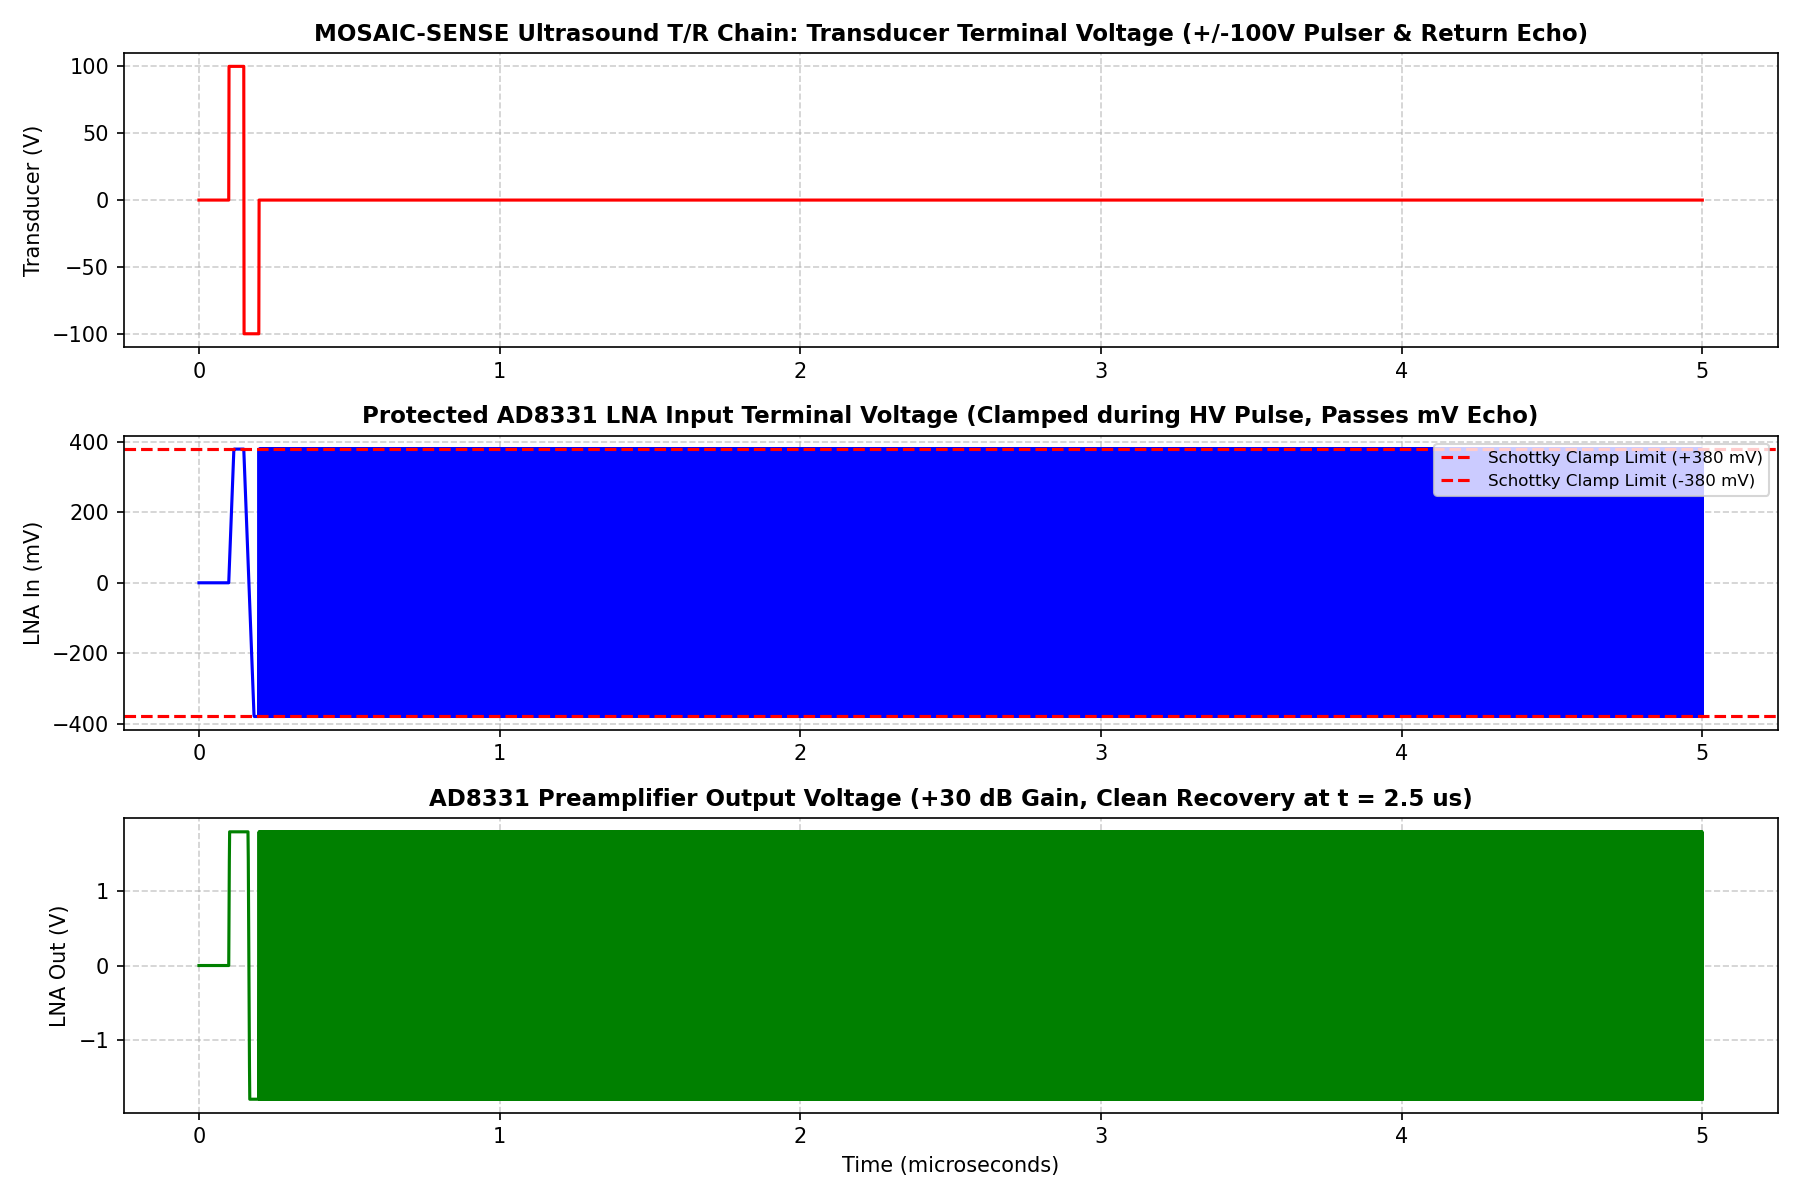 MOSAIC-SENSE Ultrasound T/R Chain: Transducer Terminal Voltage (+/-100V Pulser & Return Echo)
Transducer (V)
100
50
0
−50
−100
0 1 2 3 4 5
Protected AD8331 LNA Input Terminal Voltage (Clamped during HV Pulse, Passes mV Echo)
LNA In (mV)
400
200
0
−200
−400
Schottky Clamp Limit (+380 mV)
Schottky Clamp Limit (-380 mV)
0 1 2 3 4 5
AD8331 Preamplifier Output Voltage (+30 dB Gain, Clean Recovery at t = 2.5 us)
LNA Out (V)
1
0
−1
0 1 2 3 4 5
Time (microseconds)